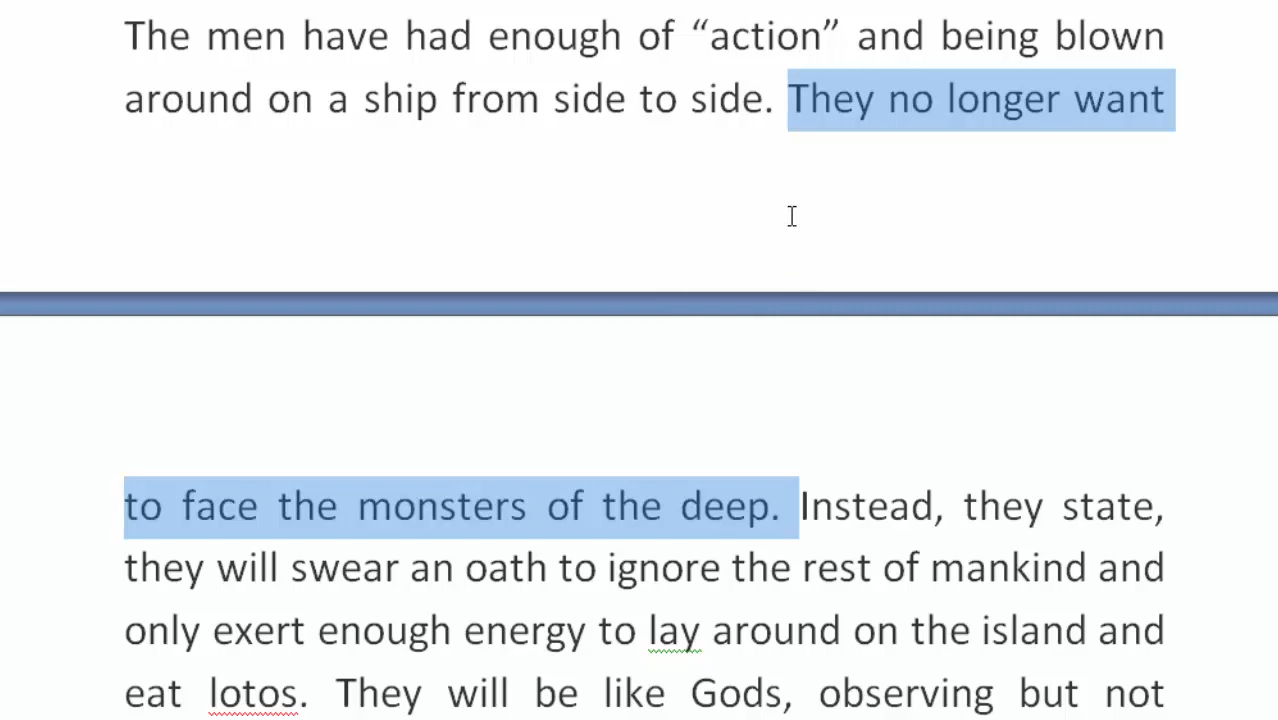 The men have had enough of “action” and being blown
around on a ship from side to side. They no longer want
to face the monsters of the deep. Instead, they state,
they will swear an oath to ignore the rest of mankind and
only exert enough energy to lay around on the island and
eat lotos. They will be like Gods, observing but not